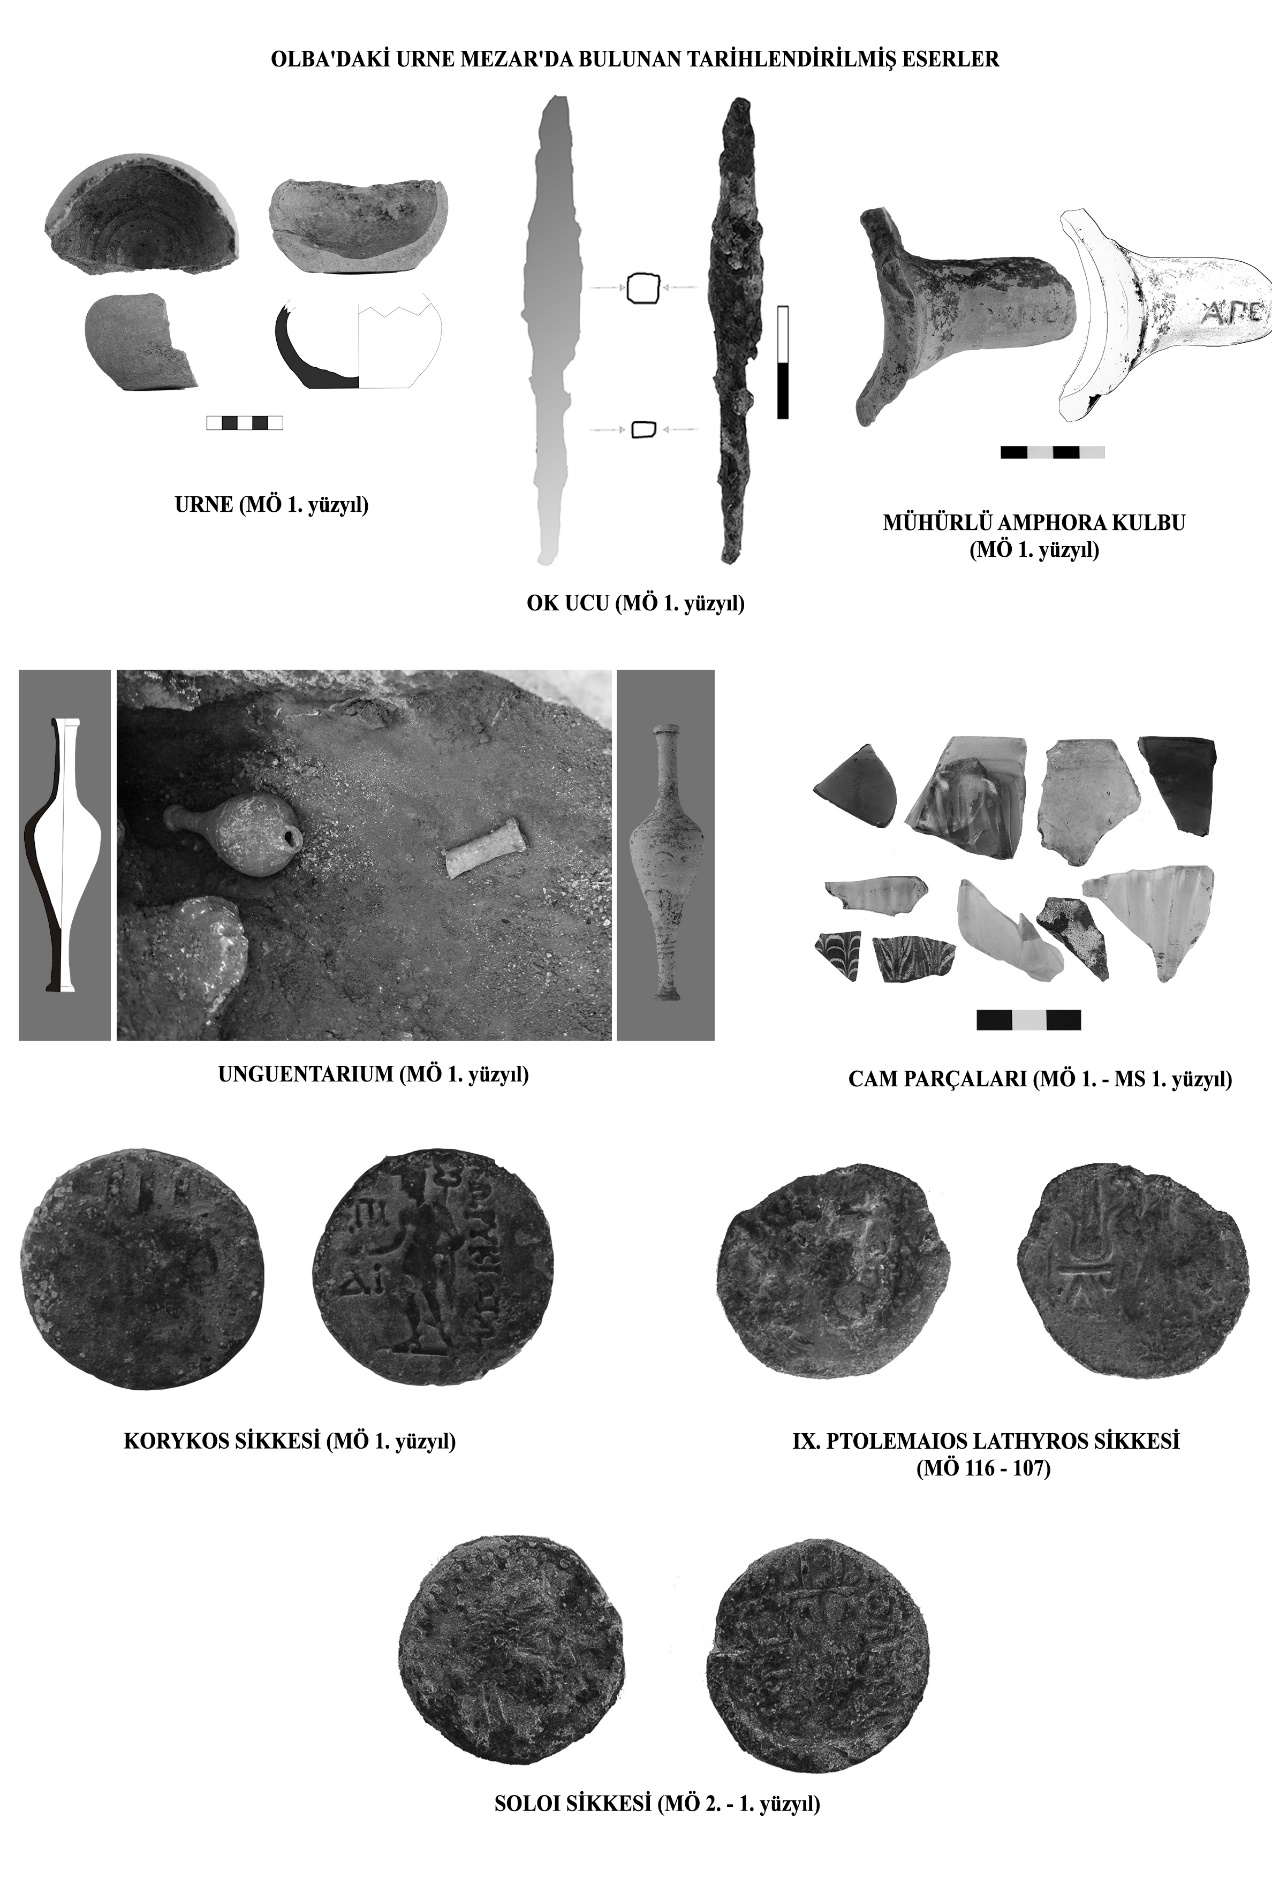 OLBA'DAKİ URNE MEZAR'DA BULUNAN TARİHLENDİRİLMİŞ ESERLER
ΑΓΕ
URNE (MÖ 1. yüzyıl)
MÜHÜRLÜ AMPHORA KULBU
(MÖ 1. yüzyıl)
OK UCU (MÖ 1. yüzyıl)
UNGUENTARIUM (MÖ 1. yüzyıl)
CAM PARÇALARI (MÖ 1. - MS 1. yüzyıl)
ΔΙ
KORYKOS SİKKESİ (MÖ 1. yüzyıl)
IX. PTOLEMAIOS LATHYROS SİKKESİ
(MÖ 116 - 107)
SOLOI SİKKESİ (MÖ 2. - 1. yüzyıl)